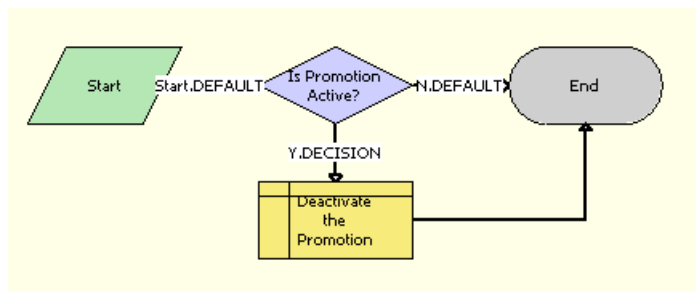 Start
Start.DEFAULT
Is Promotion
Active?
N.DEFAULT
End
Y.DECISION
Deactivate
the
Promotion